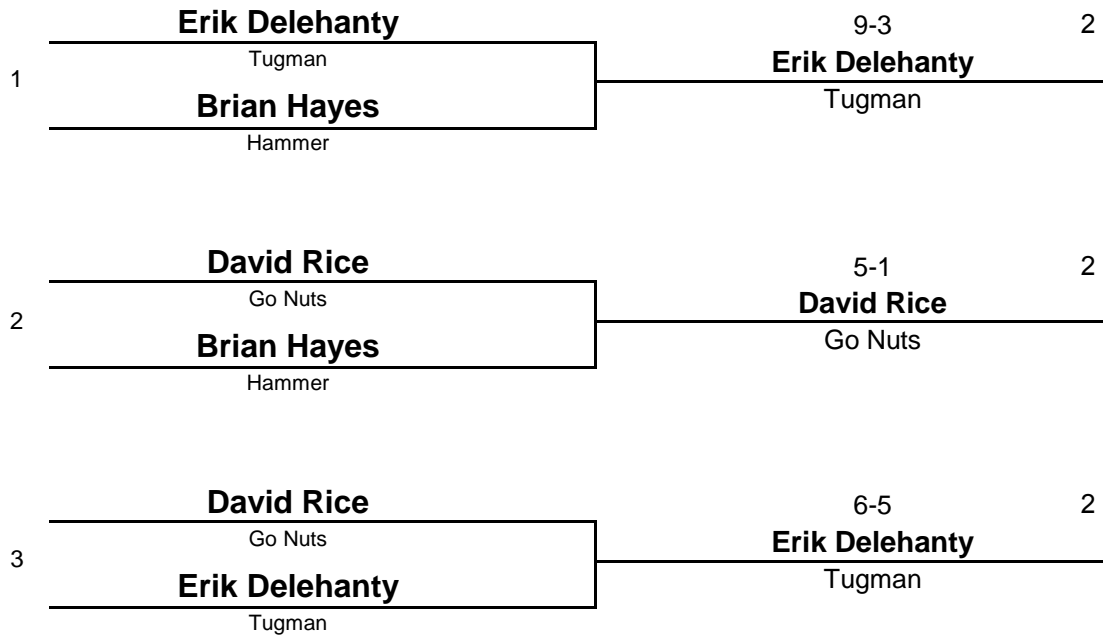 Erik Delehanty 9-3 2
Tugman Erik Delehanty
1 Tugman
Brian Hayes
Hammer
David Rice 5-1 2
Go Nuts David Rice
2 Go Nuts
Brian Hayes
Hammer
David Rice 6-5 2
Go Nuts Erik Delehanty
3 Tugman
Erik Delehanty
Tugman